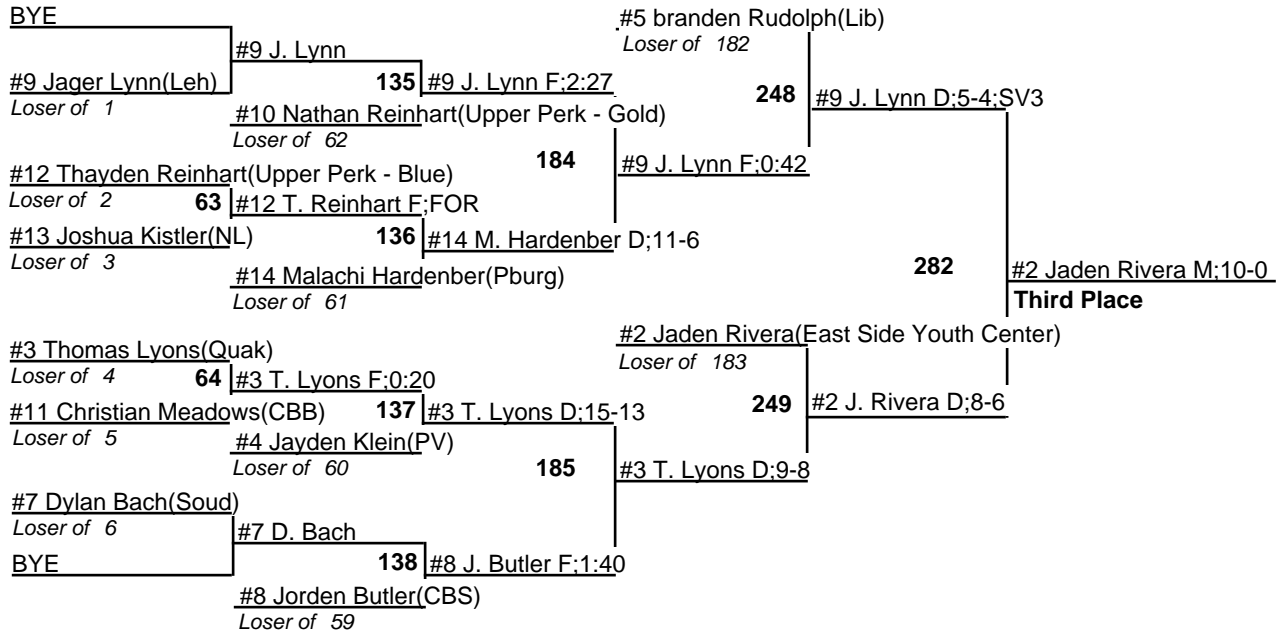 BYE
#5 branden Rudolph(Lib)
Loser of 182
#9 J. Lynn
#9 Jager Lynn(Leh)
135
#9 J. Lynn F;2:27
248
#9 J. Lynn D;5-4;SV3
Loser of 1
#10 Nathan Reinhart(Upper Perk - Gold)
Loser of 62
184
#9 J. Lynn F;0:42
#12 Thayden Reinhart(Upper Perk - Blue)
Loser of 2
63
#12 T. Reinhart F;FOR
#13 Joshua Kistler(NL)
136
#14 M. Hardenber D;11-6
Loser of 3
282
#2 Jaden Rivera M;10-0
#14 Malachi Hardenber(Pburg)
Loser of 61
Third Place
#2 Jaden Rivera(East Side Youth Center)
#3 Thomas Lyons(Quak)
Loser of 183
Loser of 4
64
#3 T. Lyons F;0:20
#11 Christian Meadows(CBB)
137
#3 T. Lyons D;15-13
249
#2 J. Rivera D;8-6
Loser of 5
#4 Jayden Klein(PV)
Loser of 60
185
#3 T. Lyons D;9-8
#7 Dylan Bach(Soud)
Loser of 6
#7 D. Bach
BYE
138
#8 J. Butler F;1:40
#8 Jorden Butler(CBS)
Loser of 59